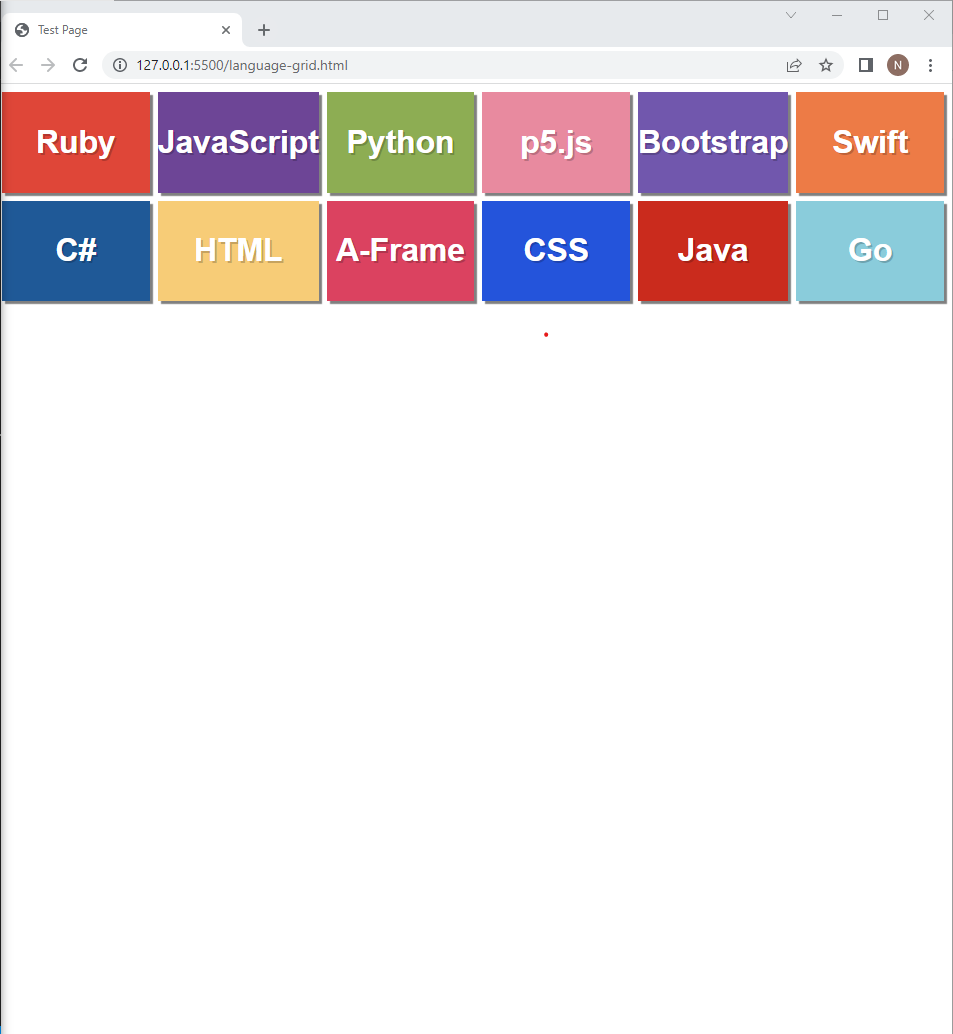 Test Page
127.0.0.1:5500/language-grid.html
N
Ruby JavaScript Python p5.js Bootstrap Swift
C# HTML A-Frame CSS Java Go